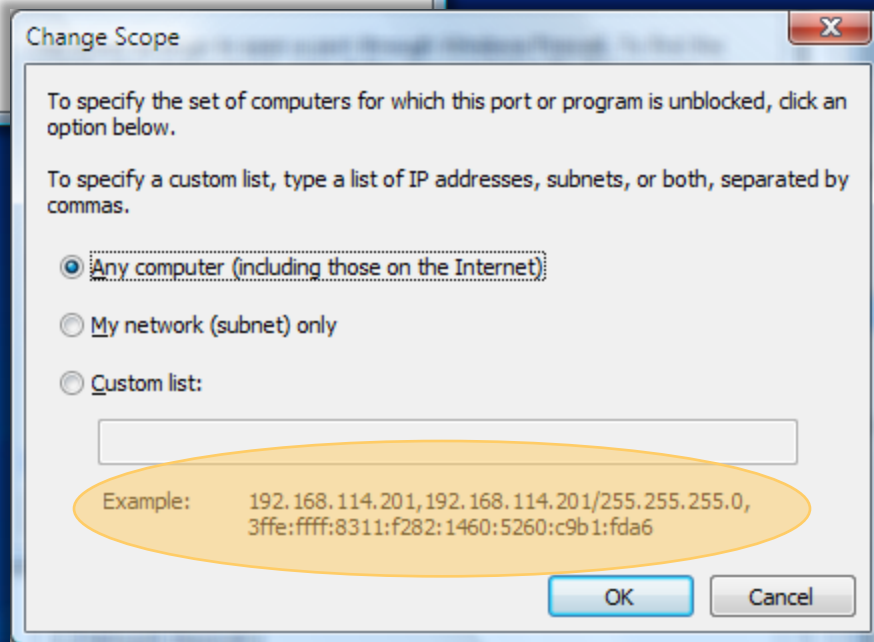 Change Scope
To specify the set of computers for which this port or program is unblocked, click an
option below.
To specify a custom list, type a list of IP addresses, subnets, or both, separated by
commas.
Any computer (including those on the Internet)
My network (subnet) only
Custom list:
Example: 192.168.114.201,192.168.114.201/255.255.255.0,
3ffe:ffff:8311:f282:1460:5260:c9b1:fda6
OK Cancel